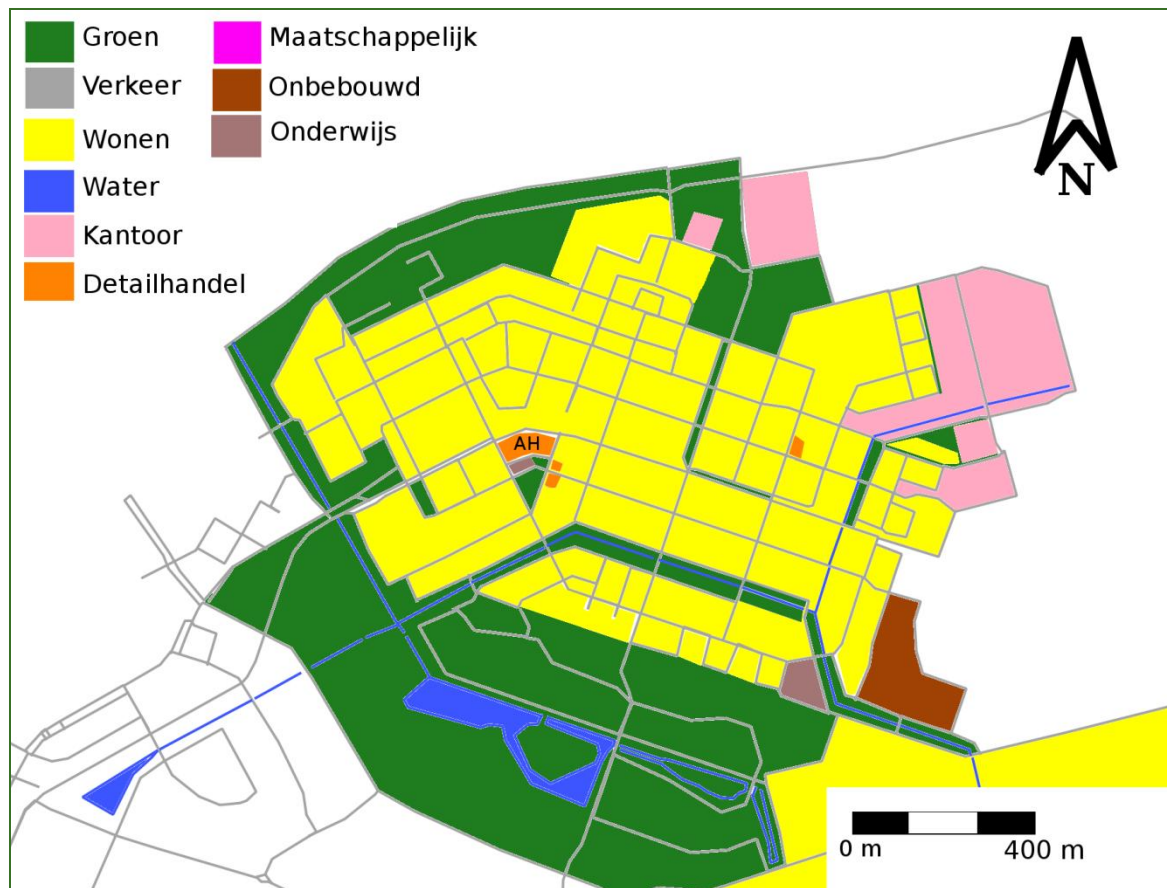 Groen
Maatschappelijk
Verkeer
Onbebouwd
Wonen
Onderwijs
Water
Kantoor
Detailhandel
N
AH
0 m
400 m